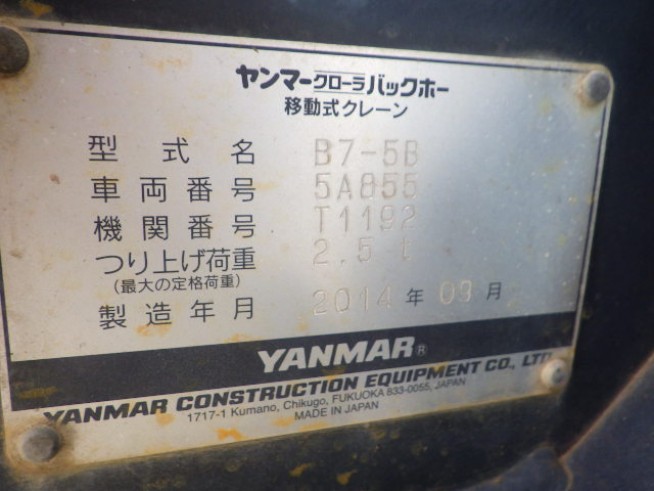 ヤンマークローラバックホー
移動式クレーン
型式名 B7-5B
車両番号 5A855
機関番号 T1192
つり上げ荷重 2.5 t
(最大の定格荷重)
製造年月 2014年 03月
YANMAR®
YANMAR CONSTRUCTION EQUIPMENT CO., LTD.
1717-1 Kumano, Chikugo, FUKUOKA 833-0055, JAPAN
MADE IN JAPAN